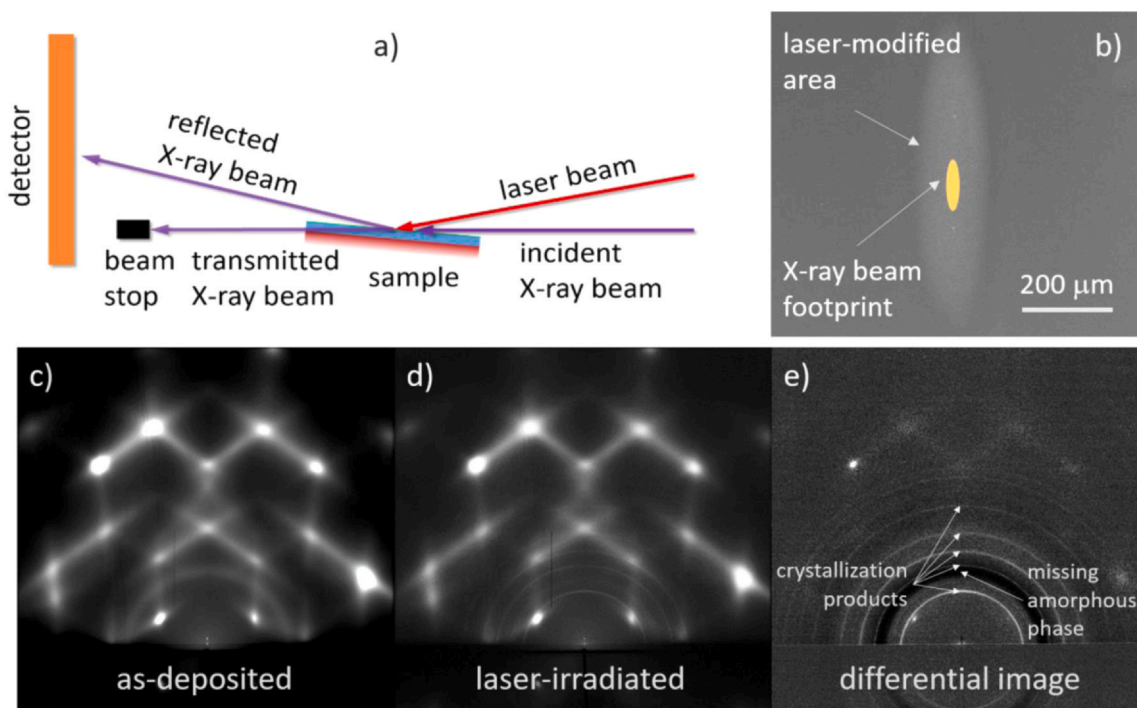 a)
detector
reflected
X-ray beam
laser beam
beam
stop
transmitted
X-ray beam
sample
incident
X-ray beam
b)
laser-modified
area
X-ray beam
footprint
200 μm
c)
as-deposited
d)
laser-irradiated
e)
crystallization
products
missing
amorphous
phase
differential image